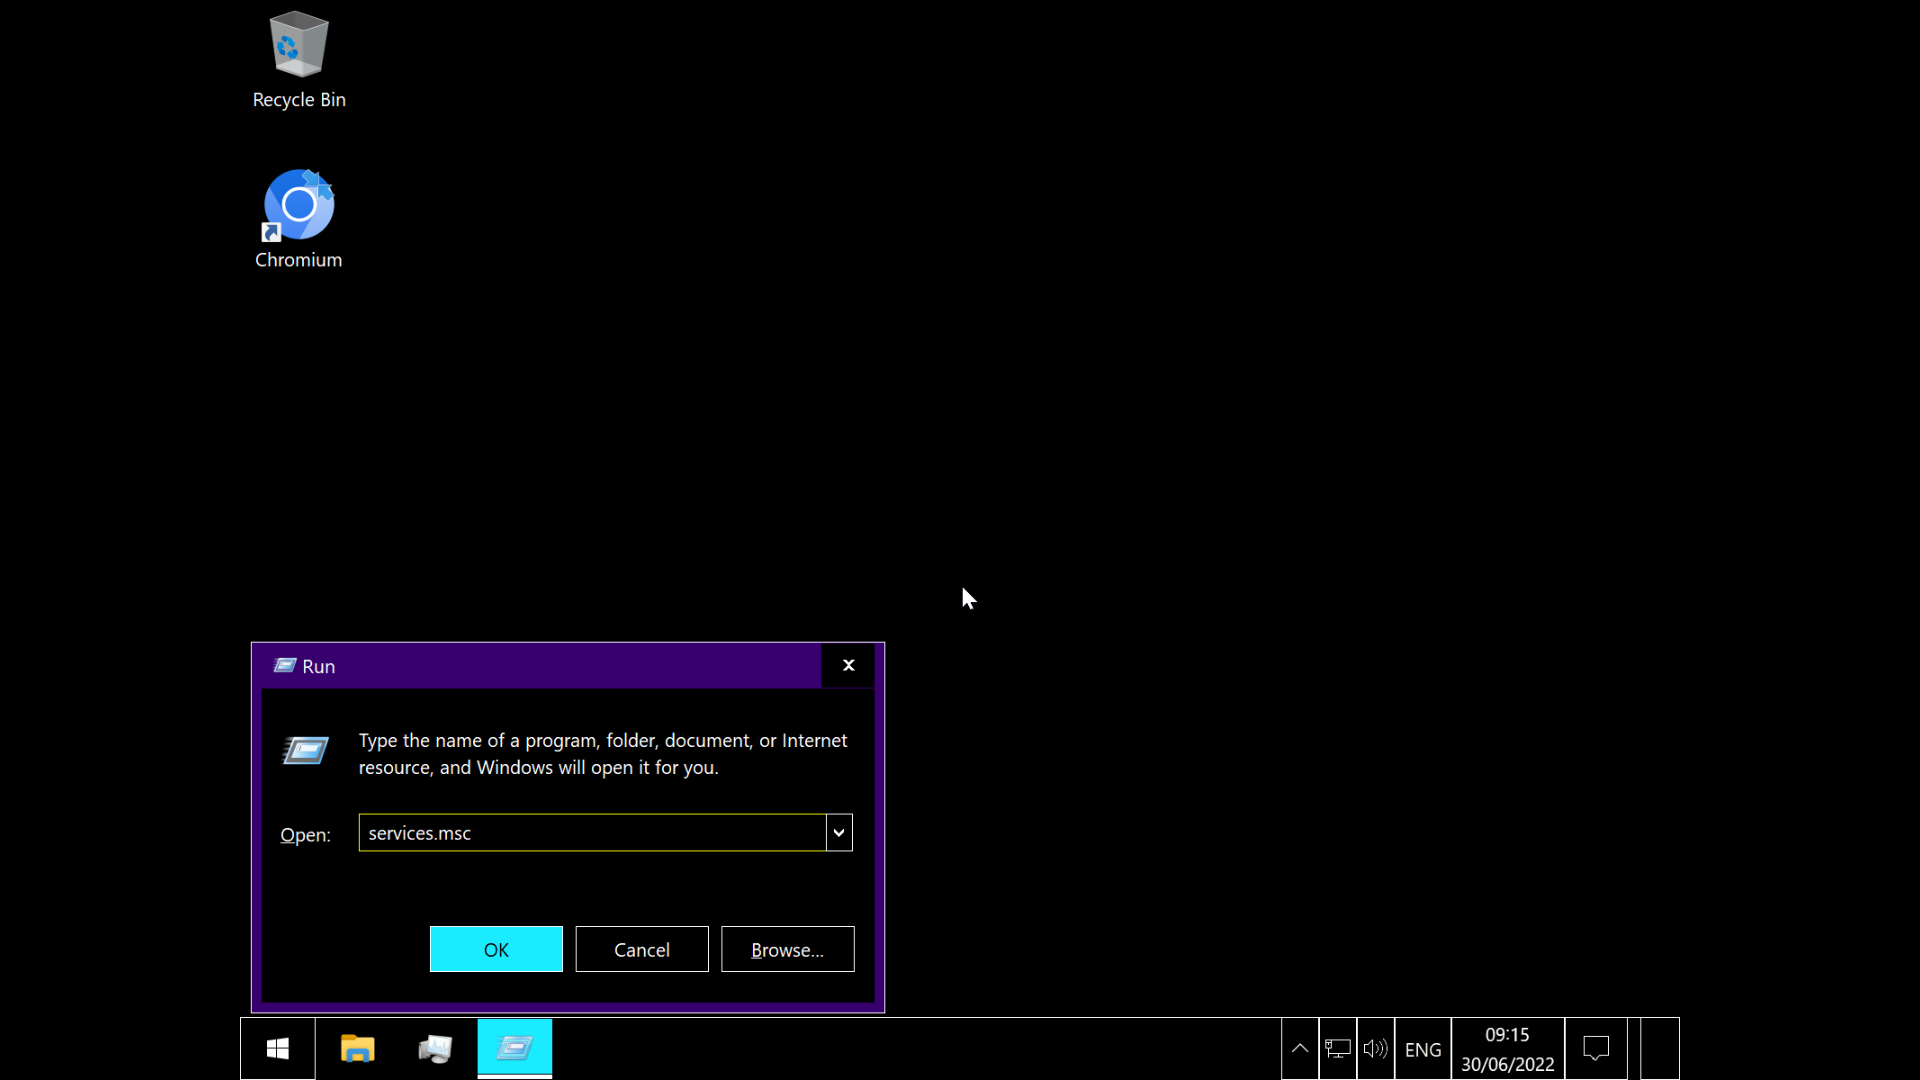 Recycle Bin
Chromium
Run
Type the name of a program, folder, document, or Internet
resource, and Windows will open it for you.
Open:
services.msc
OK
Cancel
Browse...
ENG
09:15
30/06/2022